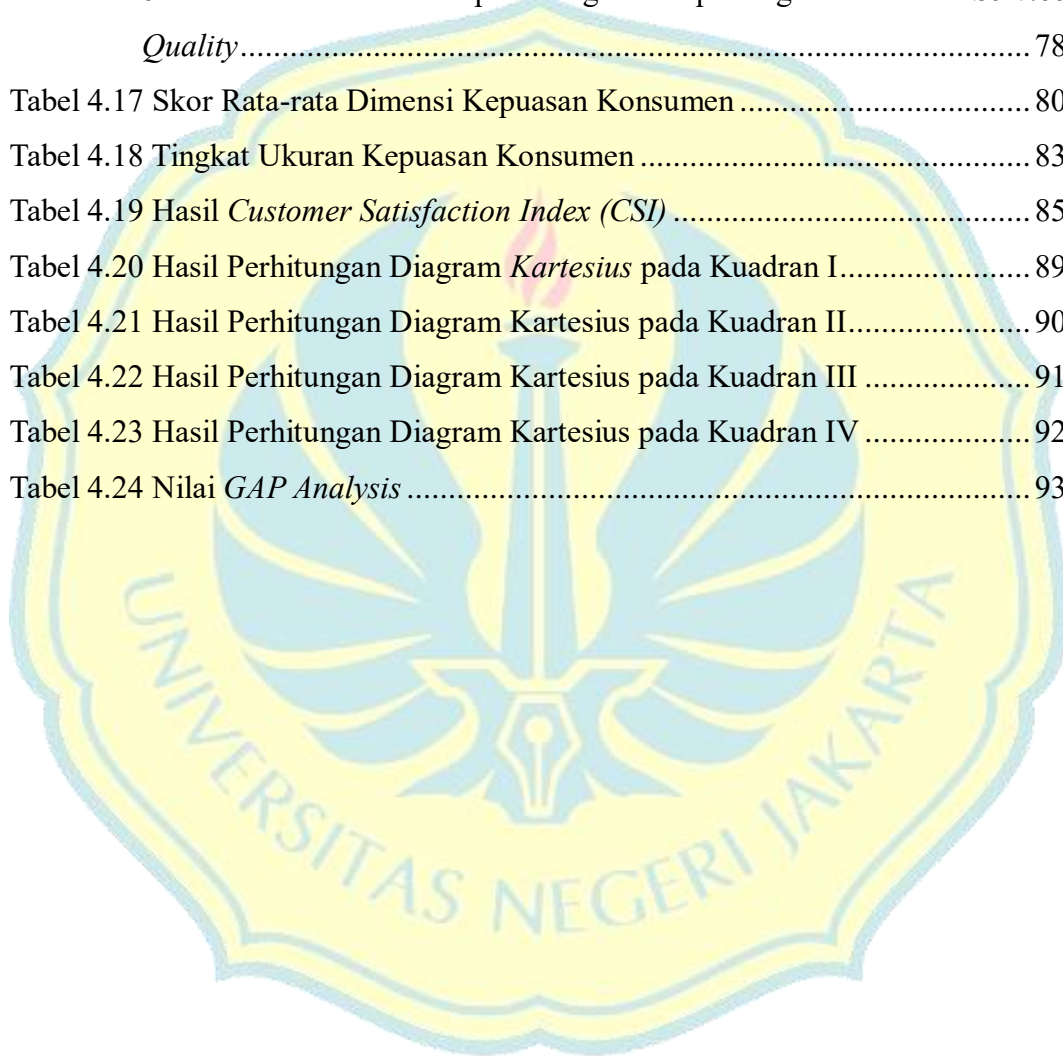 Quality........................................................................................................ 78
Tabel 4.17 Skor Rata-rata Dimensi Kepuasan Konsumen.................................... 80
Tabel 4.18 Tingkat Ukuran Kepuasan Konsumen................................................ 83
Tabel 4.19 Hasil Customer Satisfaction Index (CSI)............................................ 85
Tabel 4.20 Hasil Perhitungan Diagram Kartesius pada Kuadran I........................ 89
Tabel 4.21 Hasil Perhitungan Diagram Kartesius pada Kuadran II....................... 90
Tabel 4.22 Hasil Perhitungan Diagram Kartesius pada Kuadran III..................... 91
Tabel 4.23 Hasil Perhitungan Diagram Kartesius pada Kuadran IV..................... 92
Tabel 4.24 Nilai GAP Analysis............................................................................. 93
UNIVERSITAS NEGERI JAKARTA